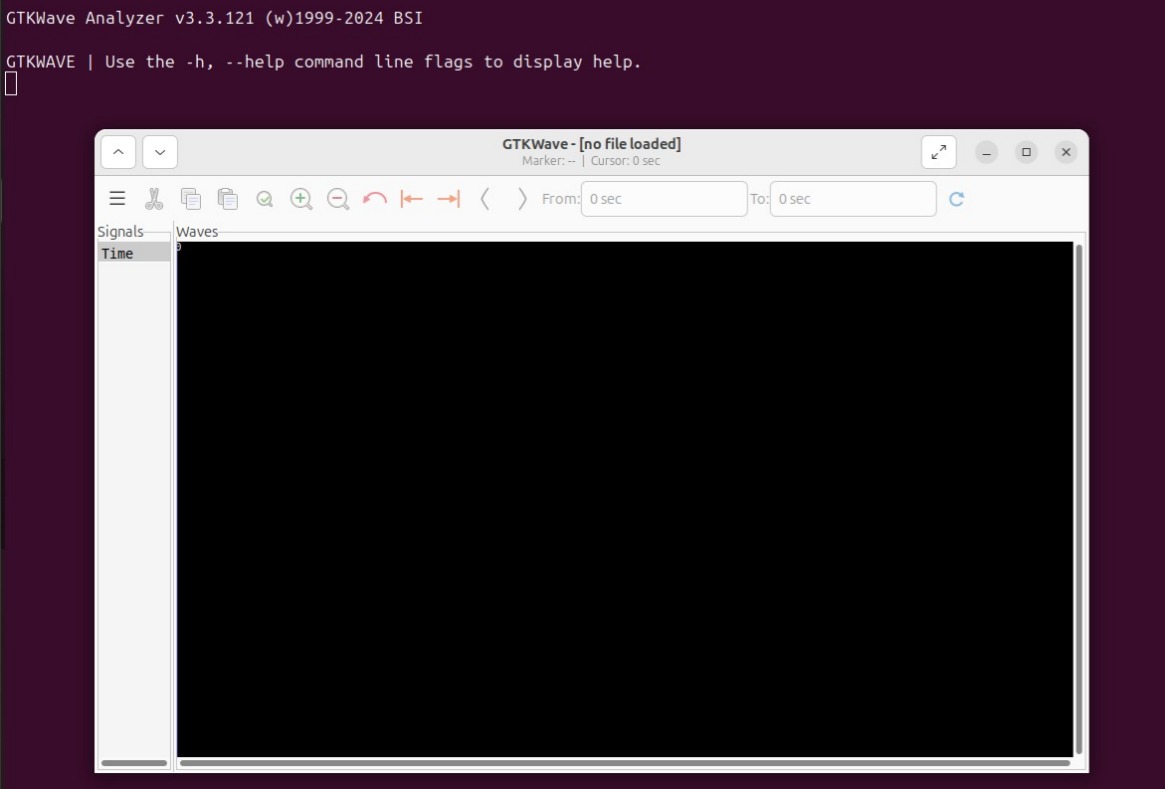 GTKWave Analyzer v3.3.121 (w)1999-2024 BSI
GTKWAVE | Use the -h, --help command line flags to display help.
GTKWave - [no file loaded]
Marker: -- | Cursor: 0 sec
From: 0 sec To: 0 sec
Signals Waves
Time 0